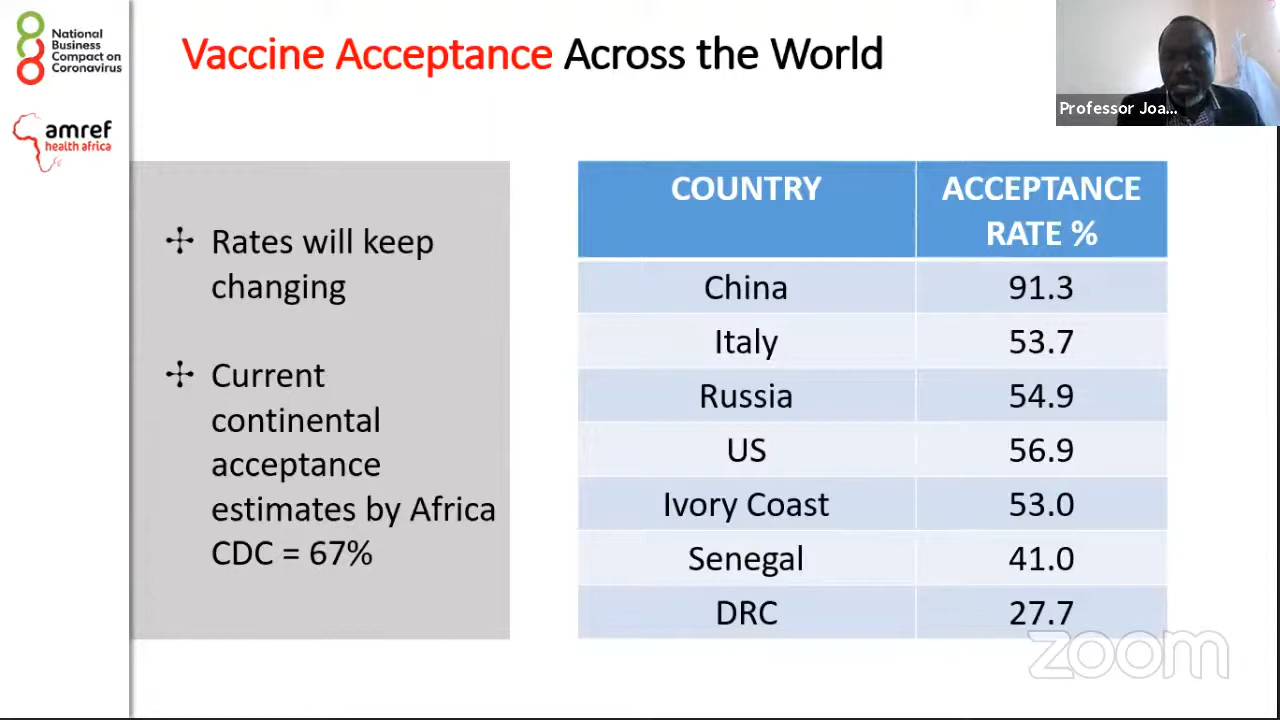 National
Business
Compact on
Coronavirus
amref
health africa
Vaccine Acceptance Across the World
Professor Joa...
Rates will keep
changing
Current
continental
acceptance
estimates by Africa
CDC = 67%
COUNTRY ACCEPTANCE RATE %
China 91.3
Italy 53.7
Russia 54.9
US 56.9
Ivory Coast 53.0
Senegal 41.0
DRC 27.7
zoom